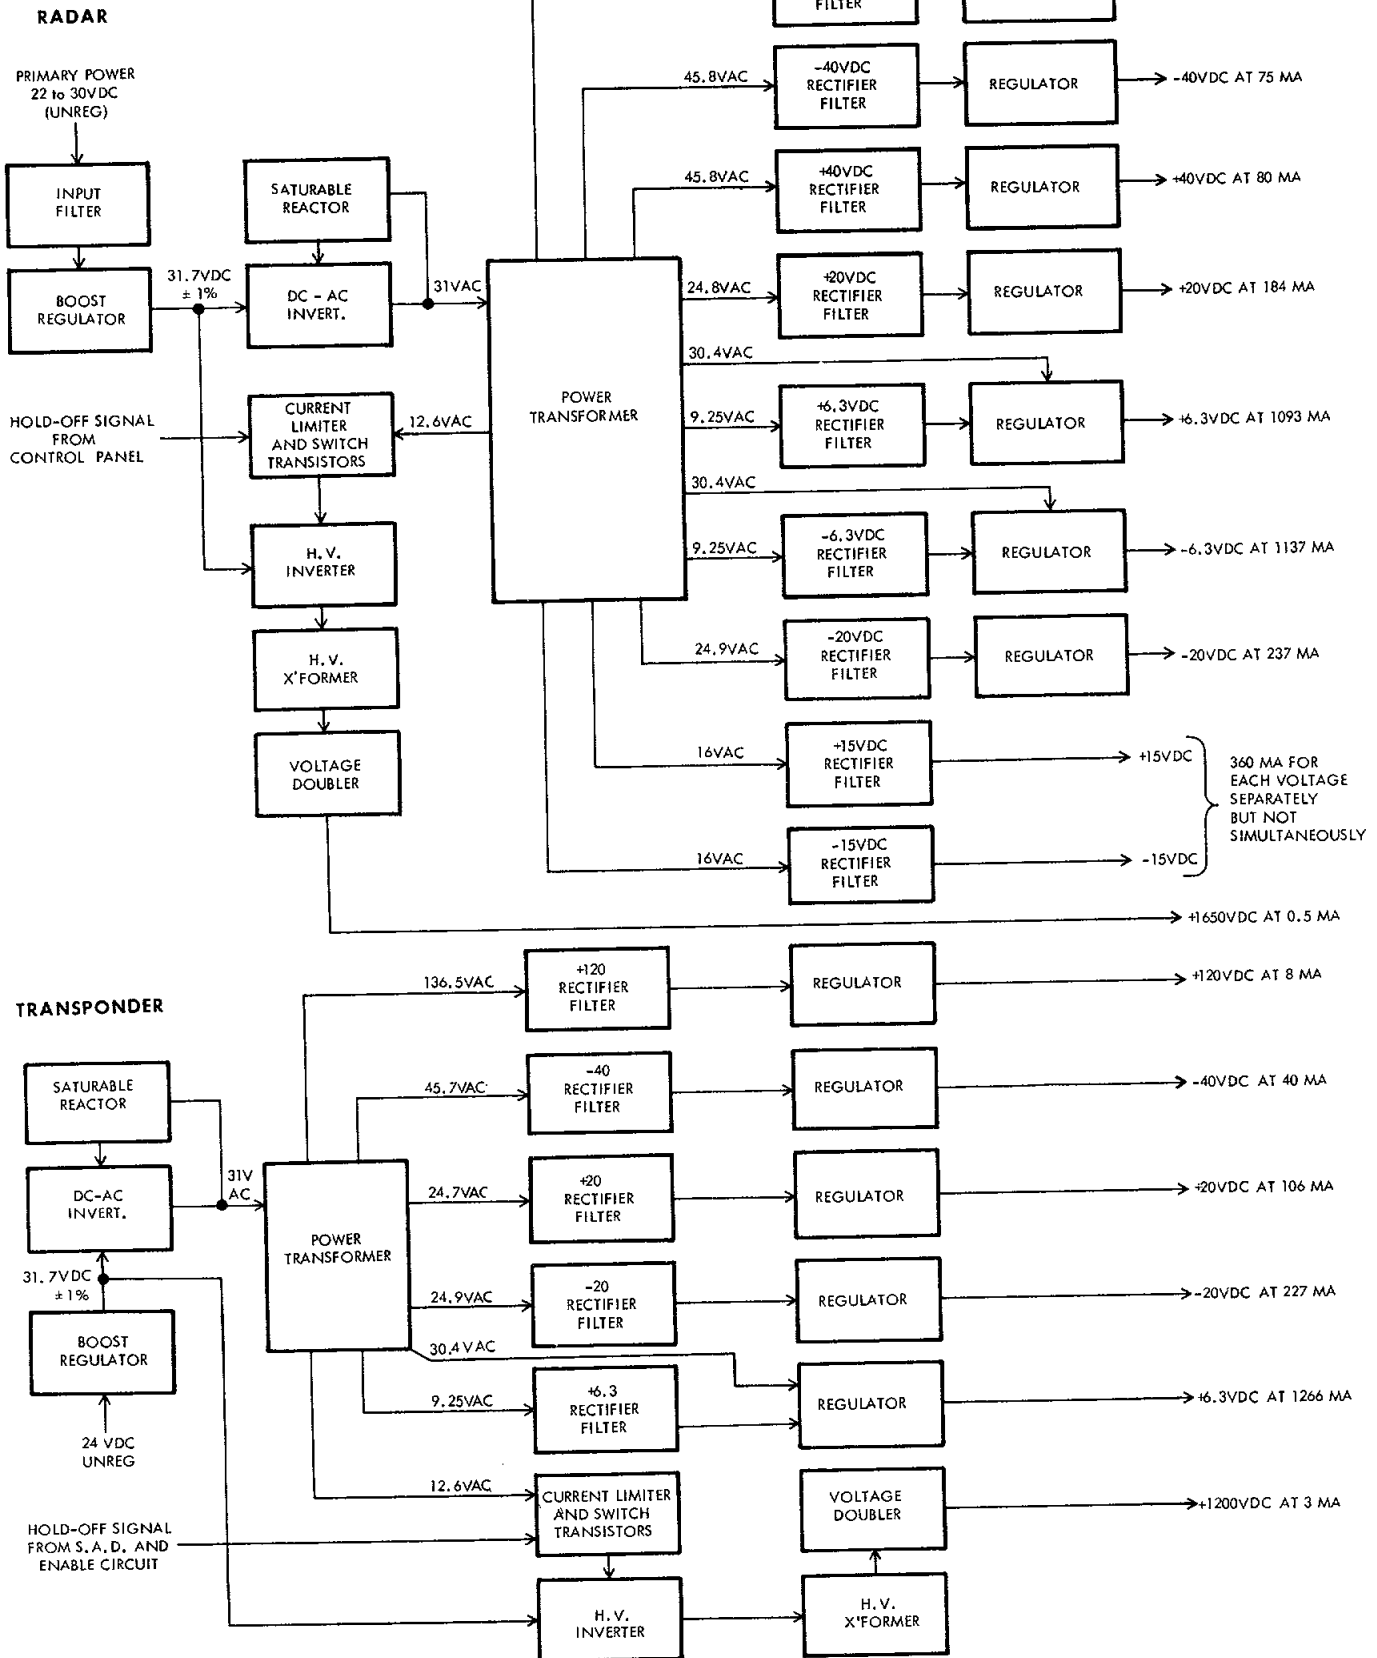 RADAR
FILTER
PRIMARY POWER
22 to 30VDC
(UNREG)
INPUT
FILTER
BOOST
REGULATOR
31.7VDC
± 1%
SATURABLE
REACTOR
DC - AC
INVERT.
31VAC
HOLD-OFF SIGNAL
FROM
CONTROL PANEL
CURRENT
LIMITER
AND SWITCH
TRANSISTORS
12.6VAC
H.V.
INVERTER
H.V.
X'FORMER
VOLTAGE
DOUBLER
POWER
TRANSFORMER
45.8VAC
-40VDC
RECTIFIER
FILTER
REGULATOR
-40VDC AT 75 MA
45.8VAC
+40VDC
RECTIFIER
FILTER
REGULATOR
+40VDC AT 80 MA
24.8VAC
+20VDC
RECTIFIER
FILTER
REGULATOR
+20VDC AT 184 MA
30.4VAC
9.25VAC
+6.3VDC
RECTIFIER
FILTER
REGULATOR
+6.3VDC AT 1093 MA
30.4VAC
9.25VAC
-6.3VDC
RECTIFIER
FILTER
REGULATOR
-6.3VDC AT 1137 MA
24.9VAC
-20VDC
RECTIFIER
FILTER
REGULATOR
-20VDC AT 237 MA
16VAC
+15VDC
RECTIFIER
FILTER
+15VDC
16VAC
-15VDC
RECTIFIER
FILTER
-15VDC
360 MA FOR
EACH VOLTAGE
SEPARATELY
BUT NOT
SIMULTANEOUSLY
+1650VDC AT 0.5 MA
TRANSPONDER
SATURABLE
REACTOR
DC-AC
INVERT.
31V
AC
31.7VDC
±1%
BOOST
REGULATOR
24 VDC
UNREG
POWER
TRANSFORMER
136.5VAC
+120
RECTIFIER
FILTER
REGULATOR
+120VDC AT 8 MA
45.7VAC
-40
RECTIFIER
FILTER
REGULATOR
-40VDC AT 40 MA
24.7VAC
+20
RECTIFIER
FILTER
REGULATOR
+20VDC AT 106 MA
24.9VAC
-20
RECTIFIER
FILTER
REGULATOR
-20VDC AT 227 MA
30.4VAC
9.25VAC
+6.3
RECTIFIER
FILTER
REGULATOR
+6.3VDC AT 1266 MA
12.6VAC
CURRENT LIMITER
AND SWITCH
TRANSISTORS
HOLD-OFF SIGNAL
FROM S.A.D. AND
ENABLE CIRCUIT
H.V.
INVERTER
H.V.
X'FORMER
VOLTAGE
DOUBLER
+1200VDC AT 3 MA